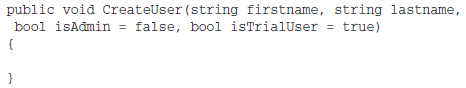 public void CreateUser(string firstname, string lastname,
bool isAdmin = false, bool isTrialUser = true)
{
}